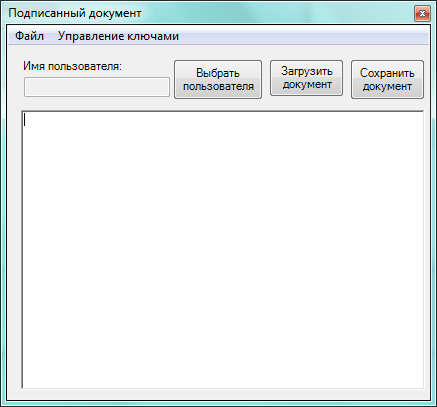 Подписанный документ
Файл Управление ключами
Имя пользователя:
Выбрать
пользователя
Загрузить
документ
Сохранить
документ